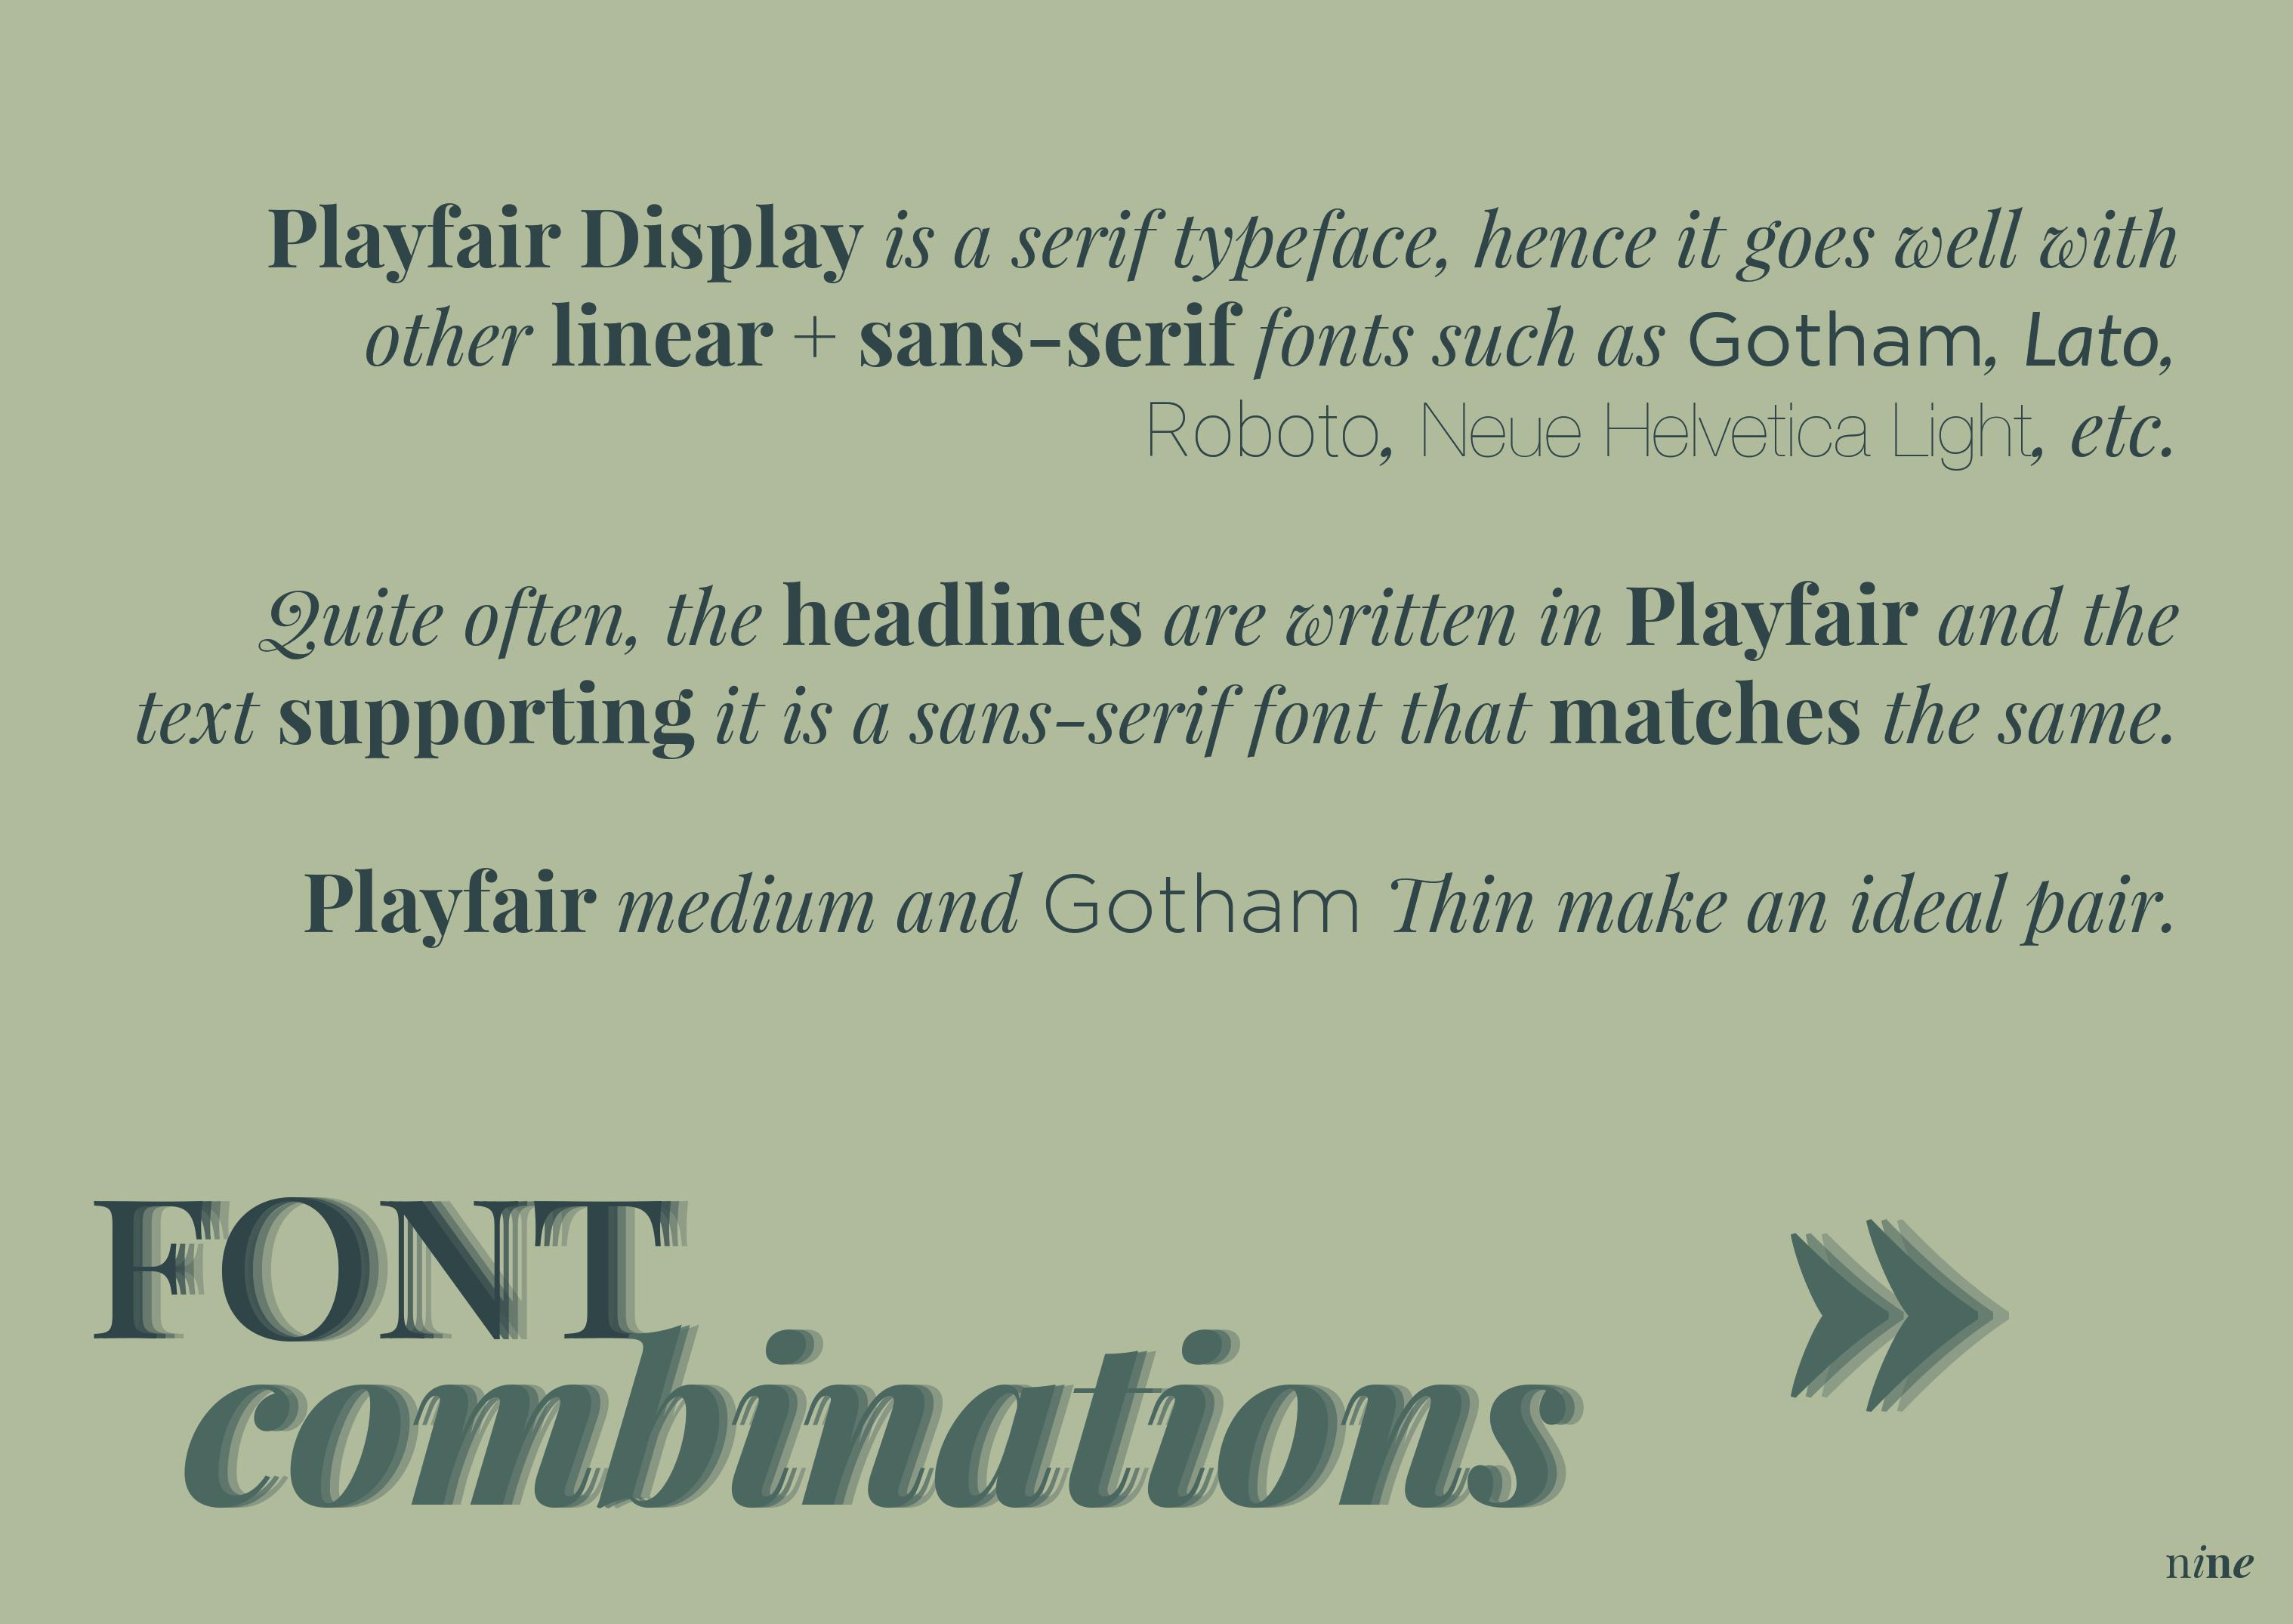 Playfair Display is a serif typeface, hence it goes well with
other linear + sans-serif fonts such as Gotham, Lato,
Roboto, Neue Helvetica Light, etc.
Quite often, the headlines are written in Playfair and the
text supporting it is a sans-serif font that matches the same.
Playfair medium and Gotham Thin make an ideal pair.
FONT
combinations
nine